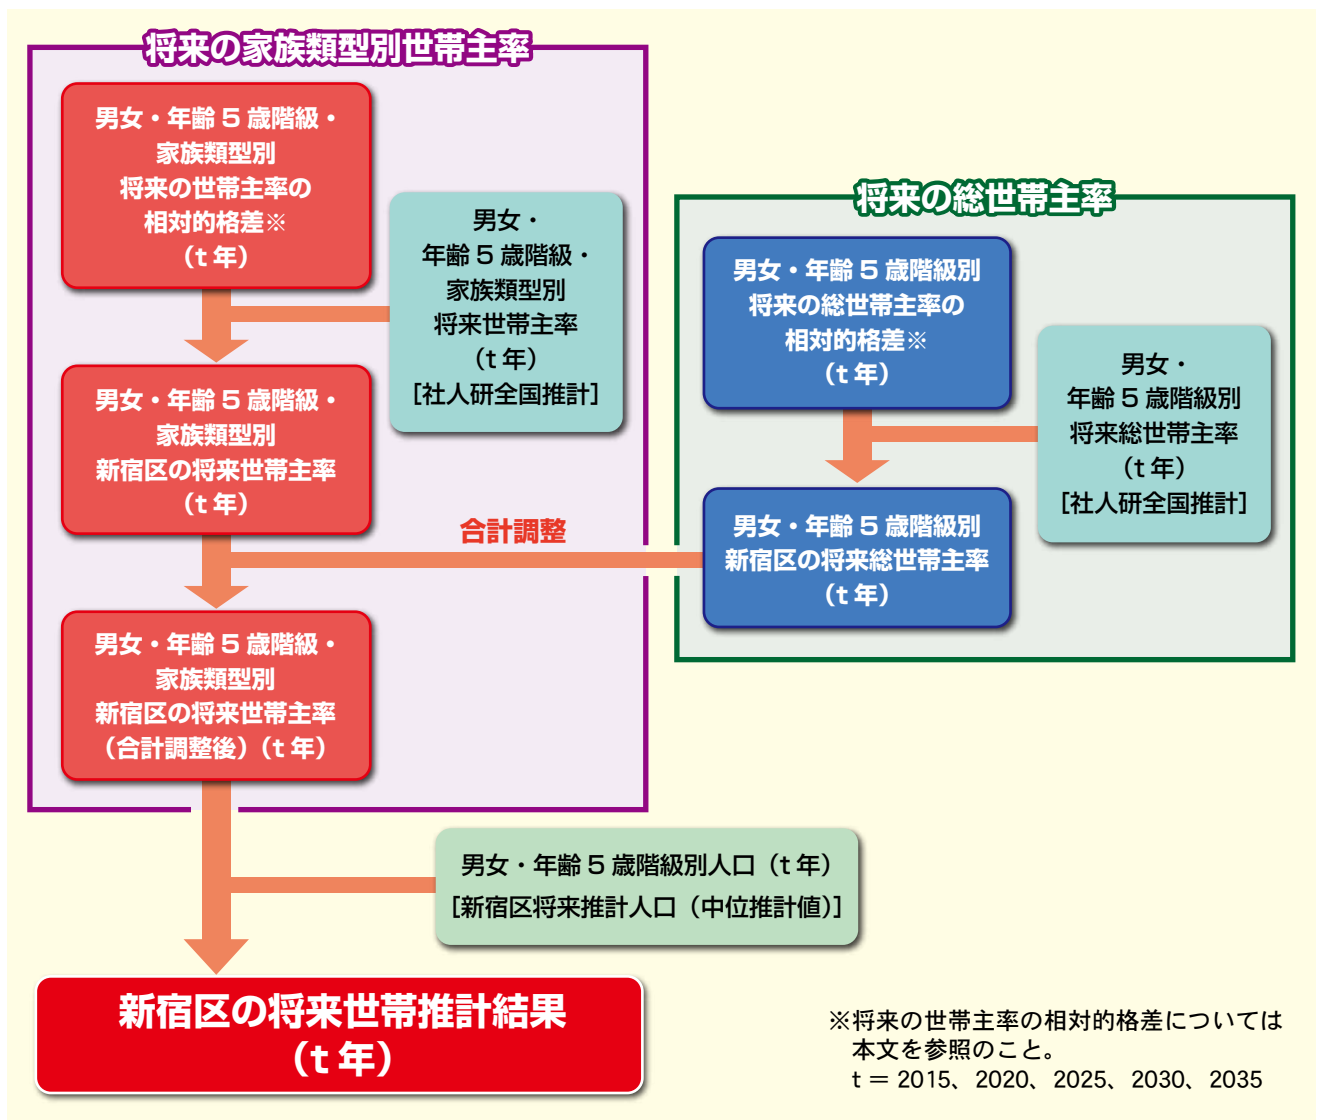 将来の家族類型別世帯主率
男女・年齢5歳階級・
家族類型別
将来の世帯主率の
相対的格差※
（t年）
男女・
年齢5歳階級・
家族類型別
将来世帯主率
（t年）
［社人研全国推計］
男女・年齢5歳階級・
家族類型別
新宿区の将来世帯主率
（t年）
合計調整
男女・年齢5歳階級・
家族類型別
新宿区の将来世帯主率
（合計調整後）（t年）
将来の総世帯主率
男女・年齢5歳階級別
将来の総世帯主率の
相対的格差※
（t年）
男女・
年齢5歳階級別
将来総世帯主率
（t年）
［社人研全国推計］
男女・年齢5歳階級別
新宿区の将来総世帯主率
（t年）
男女・年齢5歳階級別人口（t年）
［新宿区将来推計人口（中位推計値）］
新宿区の将来世帯推計結果
（t年）
※将来の世帯主率の相対的格差については
本文を参照のこと。
t＝2015、2020、2025、2030、2035